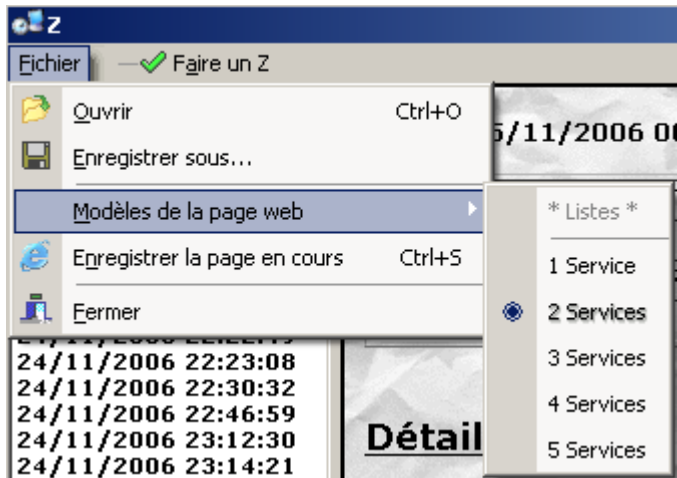 Z
Fichier Faire un Z
Ouvrir Ctrl+O
Enregistrer sous...
Modèles de la page web
Enregistrer la page en cours Ctrl+S
Fermer
/11/2006
* Listes *
1 Service
2 Services
3 Services
4 Services
5 Services
24/11/2006 22:23:08
24/11/2006 22:30:32
24/11/2006 22:46:59
24/11/2006 23:12:30
24/11/2006 23:14:21
Détail